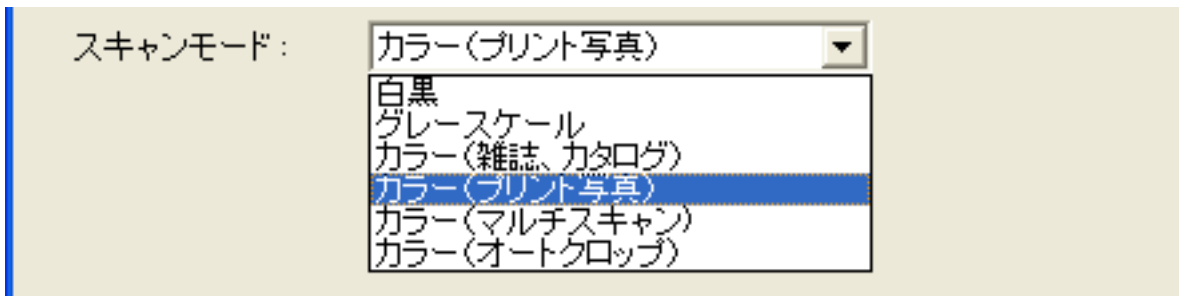 スキャンモード： カラー（プリント写真）
白黒
グレースケール
カラー（雑誌、カタログ）
カラー（プリント写真）
カラー（マルチスキャン）
カラー（オートクロップ）